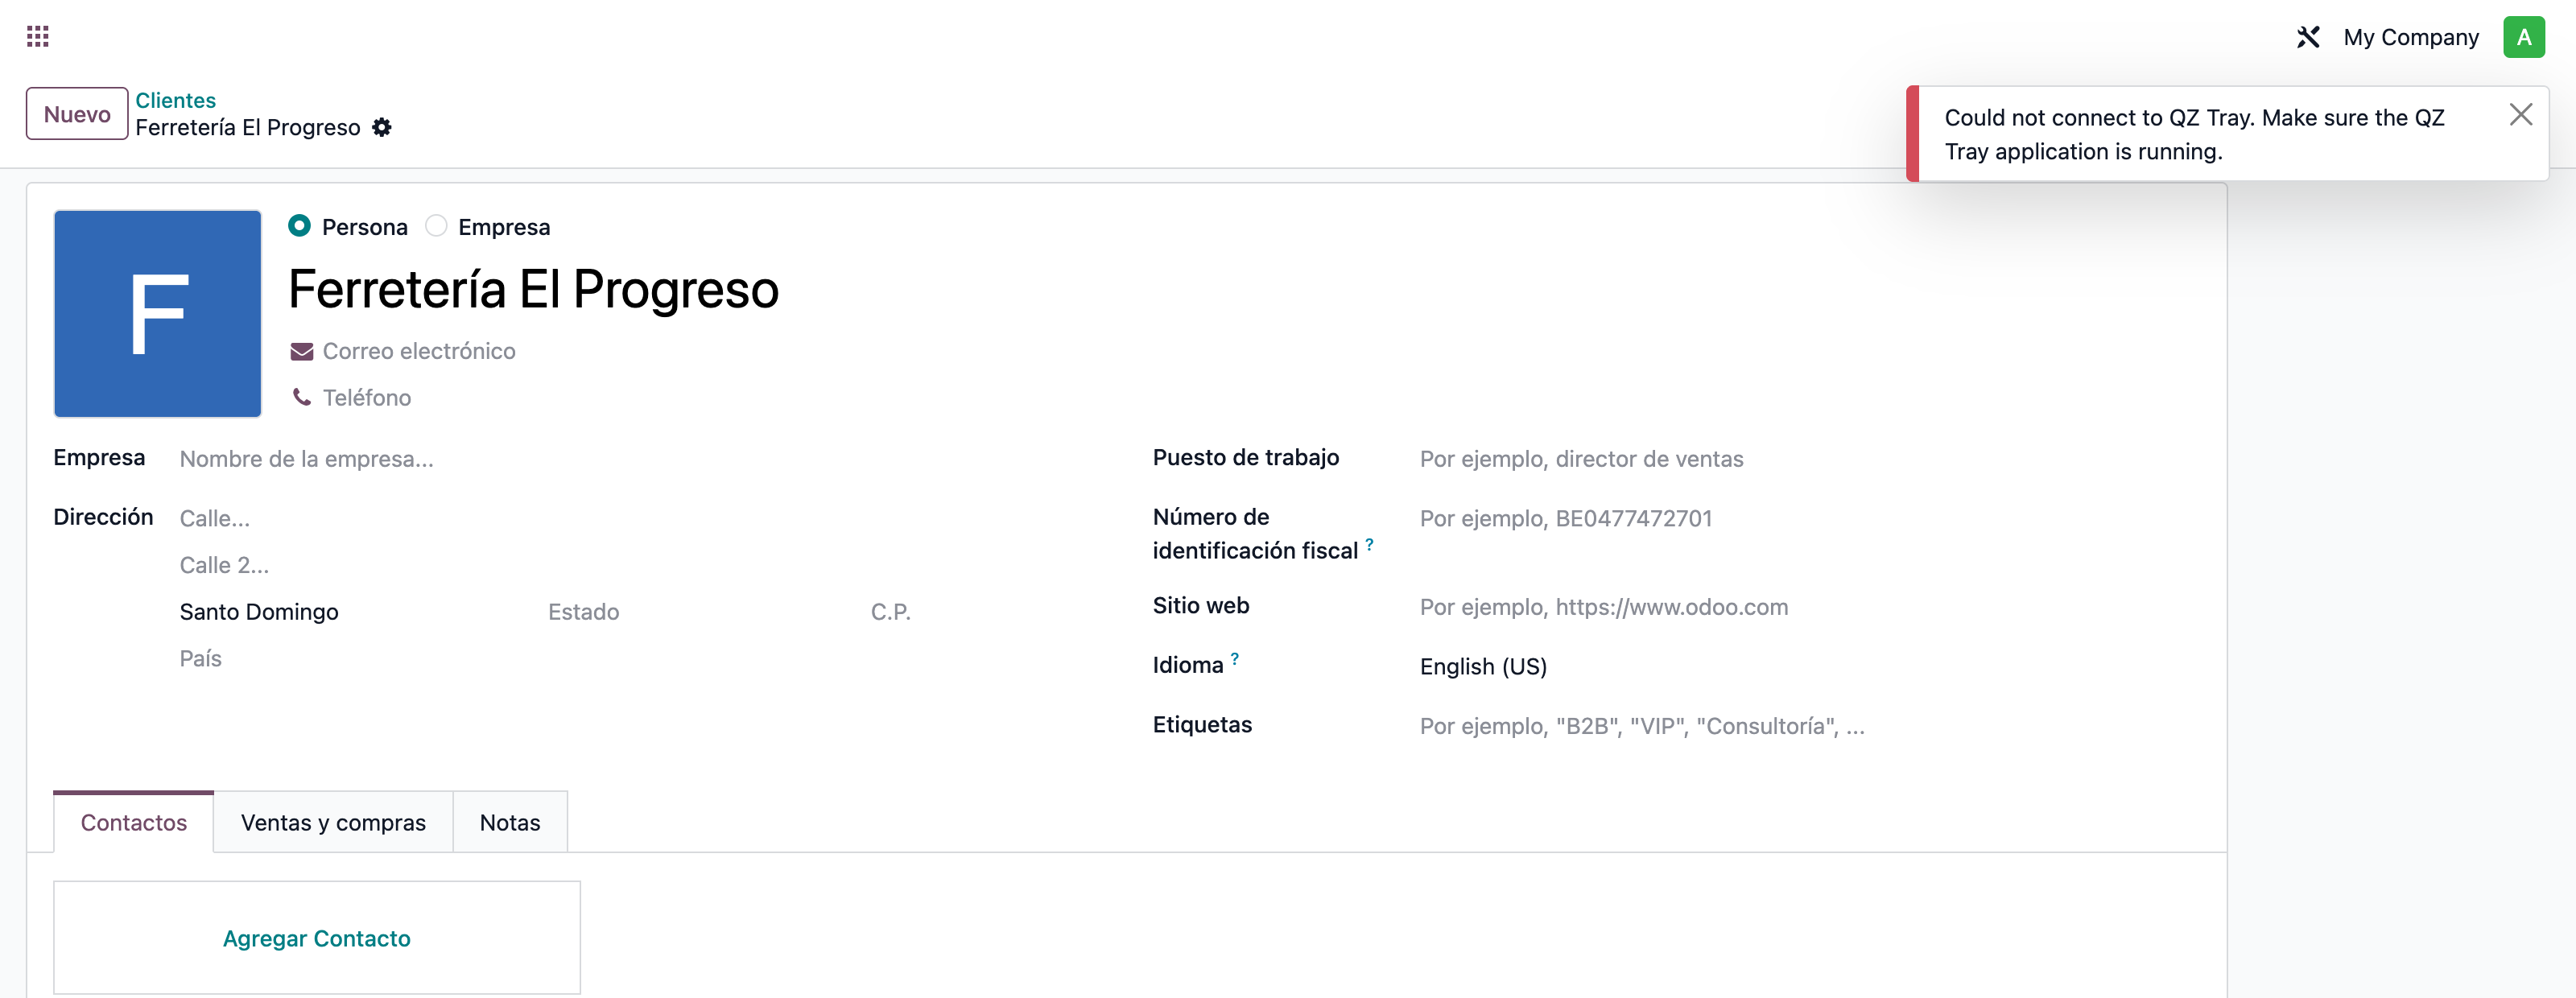 My Company
A
Nuevo
Clientes
Ferretería El Progreso
Could not connect to QZ Tray. Make sure the QZ
Tray application is running.
F
Persona
Empresa
Ferretería El Progreso
Correo electrónico
Teléfono
Empresa
Nombre de la empresa...
Dirección
Calle...
Calle 2...
Santo Domingo
Estado
C.P.
País
Puesto de trabajo
Por ejemplo, director de ventas
Número de
identificación fiscal ?
Por ejemplo, BE0477472701
Sitio web
Por ejemplo, https://www.odoo.com
Idioma ?
English (US)
Etiquetas
Por ejemplo, "B2B", "VIP", "Consultoría", ...
Contactos
Ventas y compras
Notas
Agregar Contacto